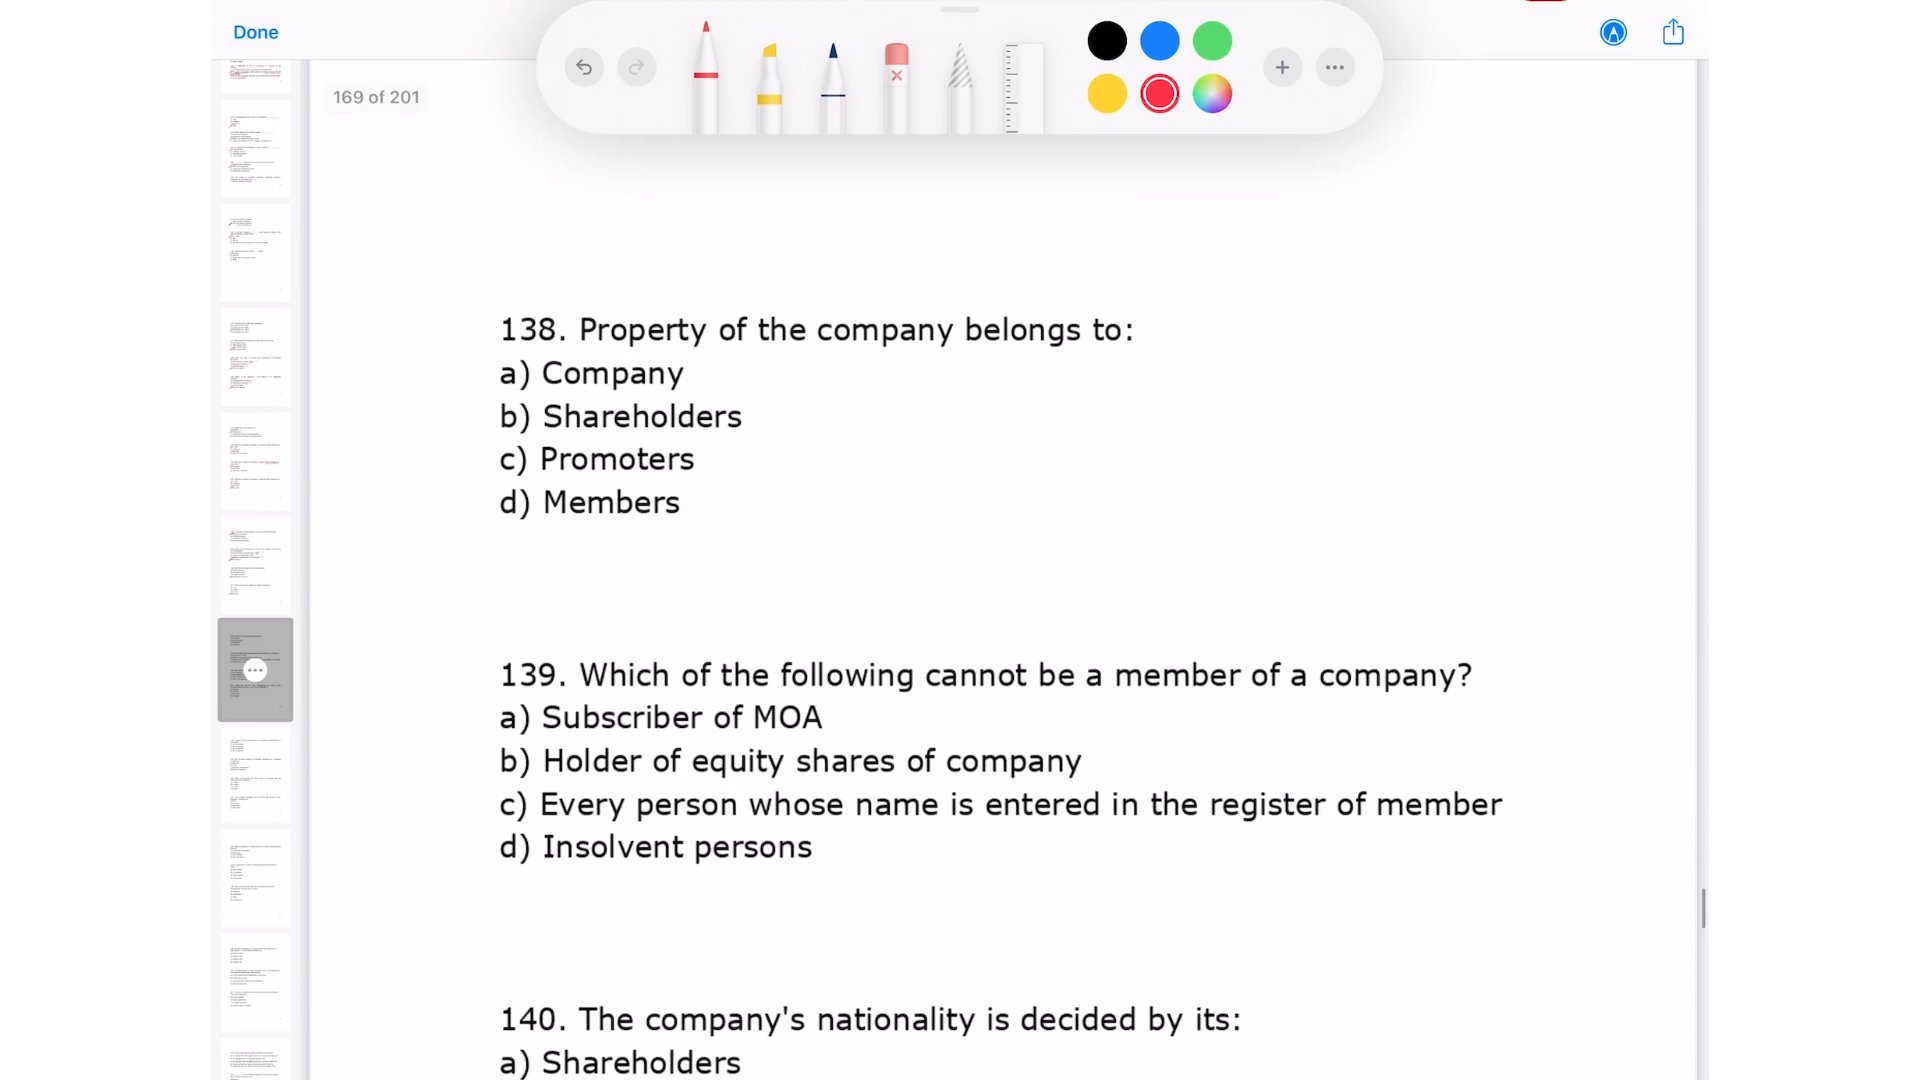 Done
169 of 201
138. Property of the company belongs to:
a) Company
b) Shareholders
c) Promoters
d) Members
139. Which of the following cannot be a member of a company?
a) Subscriber of MOA
b) Holder of equity shares of company
c) Every person whose name is entered in the register of member
d) Insolvent persons
140. The company's nationality is decided by its:
a) Shareholders